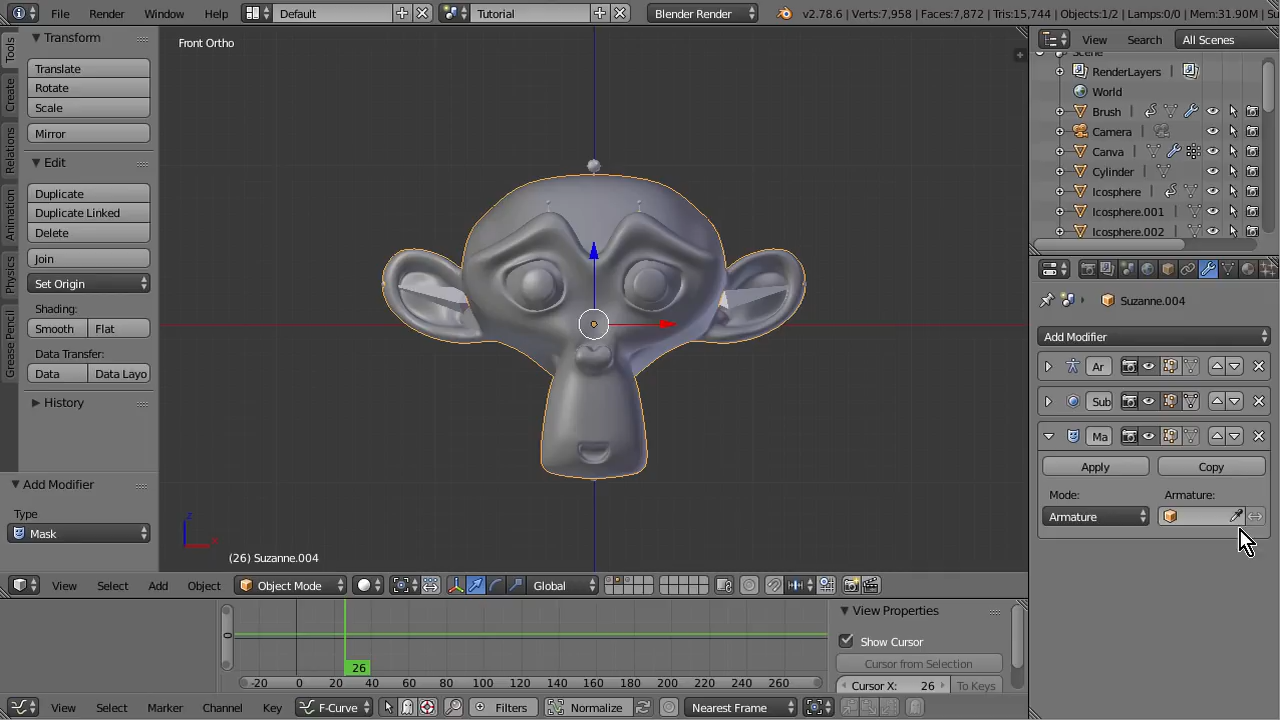 File Render Window Help Default Tutorial Blender Render v2.78.6 | Verts:7,958 | Faces:7,872 | Tris:15,744 | Objects:1/2 | Lamps:0/0 | Mem:31.90M | Su
Tools
Create
Relations
Animation
Physics
Grease Pencil
Transform
Translate
Rotate
Scale
Mirror
Edit
Duplicate
Duplicate Linked
Delete
Join
Set Origin
Shading:
Smooth Flat
Data Transfer:
Data Data Layo
History
Add Modifier
Type
Mask
Front Ortho
z
x
(26) Suzanne.004
View Select Add Object Object Mode Global
0
26
-20 0 20 40 60 80 100 120 140 160 180 200 220 240 260
View Properties
Show Cursor
Cursor from Selection
Cursor X: 26 To Keys
View Select Marker Channel Key F-Curve Filters Normalize Nearest Frame
View Search All Scenes
Scene
RenderLayers |
World
Brush |
Camera |
Canva |
Cylinder |
Icosphere |
Icosphere.001
Icosphere.002
Suzanne.004
Add Modifier
Ar
Sub
Ma
Apply Copy
Mode: Armature:
Armature